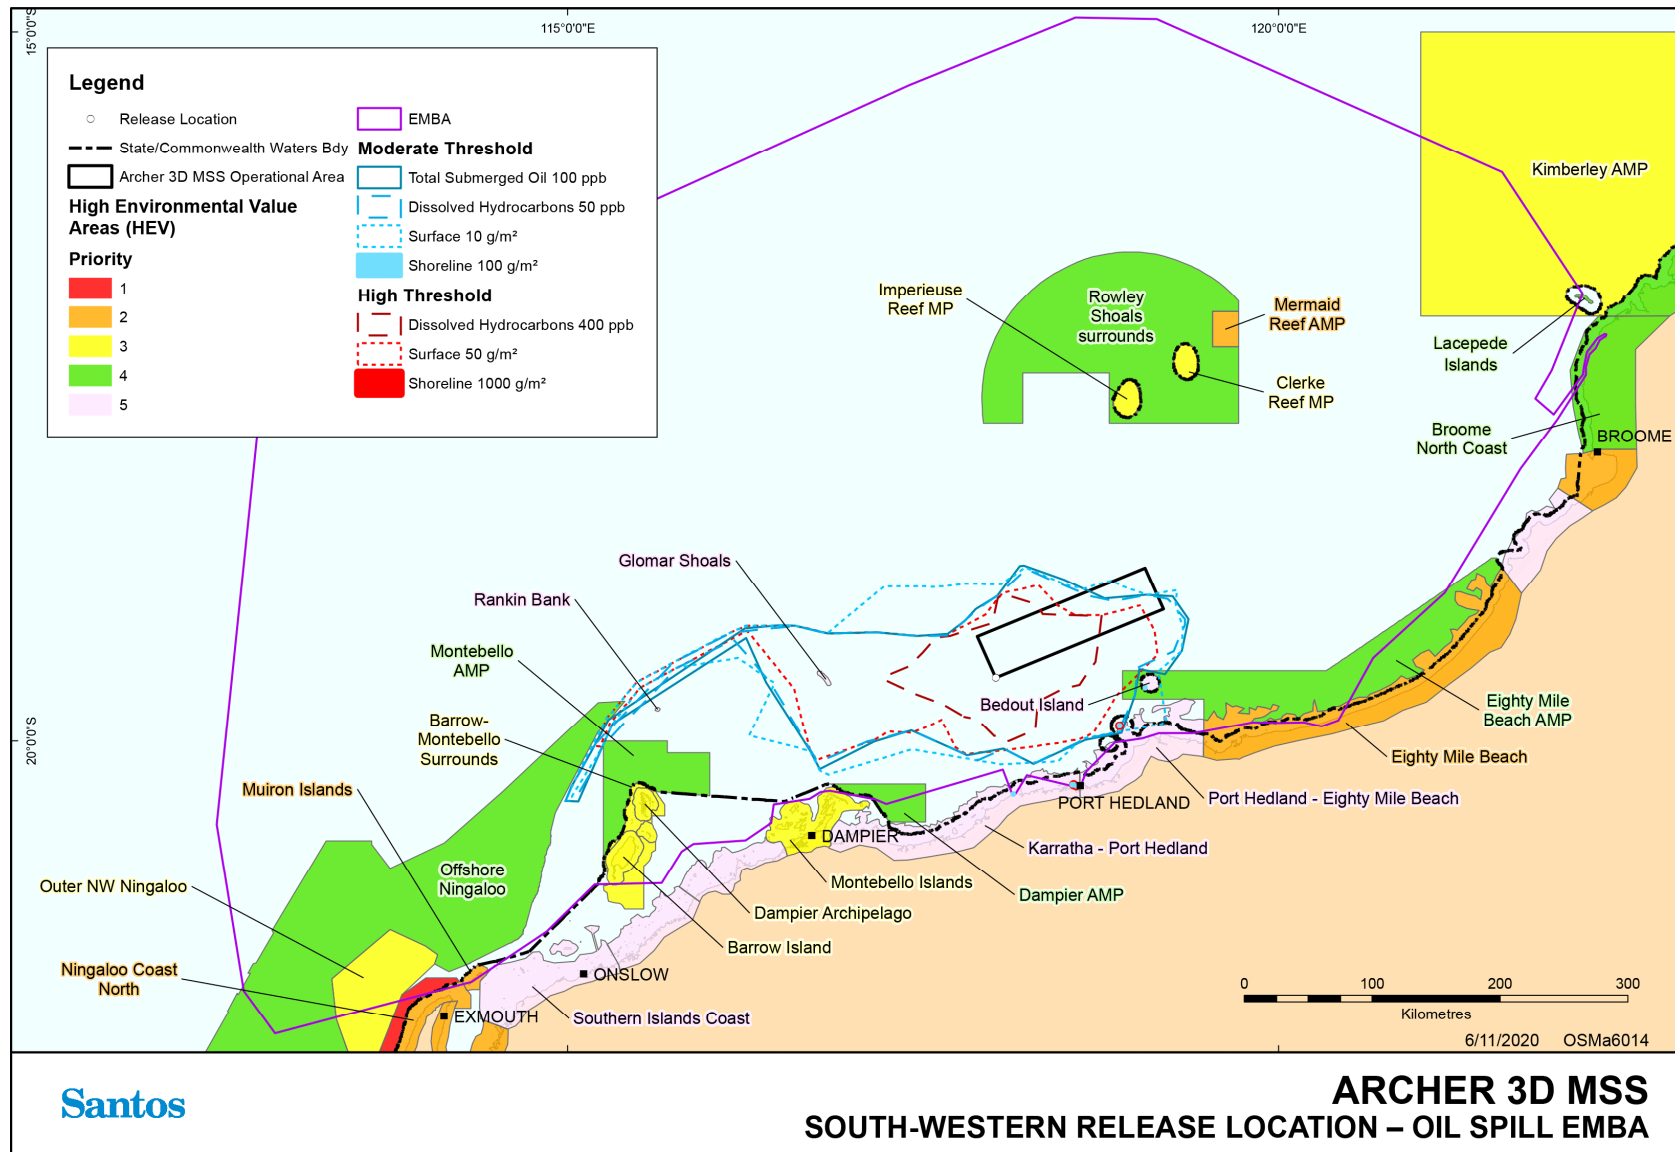 115°0'0"E
120°0'0"E
15°0'0"S
20°0'0"S
Legend
Release Location
State/Commonwealth Waters Bdy
Archer 3D MSS Operational Area
High Environmental Value
Areas (HEV)
Priority
1
2
3
4
5
EMBA
Moderate Threshold
Total Submerged Oil 100 ppb
Dissolved Hydrocarbons 50 ppb
Surface 10 g/m²
Shoreline 100 g/m²
High Threshold
Dissolved Hydrocarbons 400 ppb
Surface 50 g/m²
Shoreline 1000 g/m²
Kimberley AMP
Imperieuse
Reef MP
Rowley
Shoals
surrounds
Mermaid
Reef AMP
Clerke
Reef MP
Lacepede
Islands
Broome
North Coast
BROOME
Glomar Shoals
Rankin Bank
Montebello
AMP
Barrow-
Montebello
Surrounds
Muiron Islands
Bedout Island
Eighty Mile
Beach AMP
Eighty Mile Beach
Port Hedland - Eighty Mile Beach
PORT HEDLAND
Karratha - Port Hedland
DAMPIER
Dampier AMP
Montebello Islands
Dampier Archipelago
Barrow Island
Offshore
Ningaloo
Outer NW Ningaloo
Ningaloo Coast
North
ONSLOW
EXMOUTH
Southern Islands Coast
0 100 200 300
Kilometres
6/11/2020 OSMa6014
Santos
ARCHER 3D MSS
SOUTH-WESTERN RELEASE LOCATION – OIL SPILL EMBA